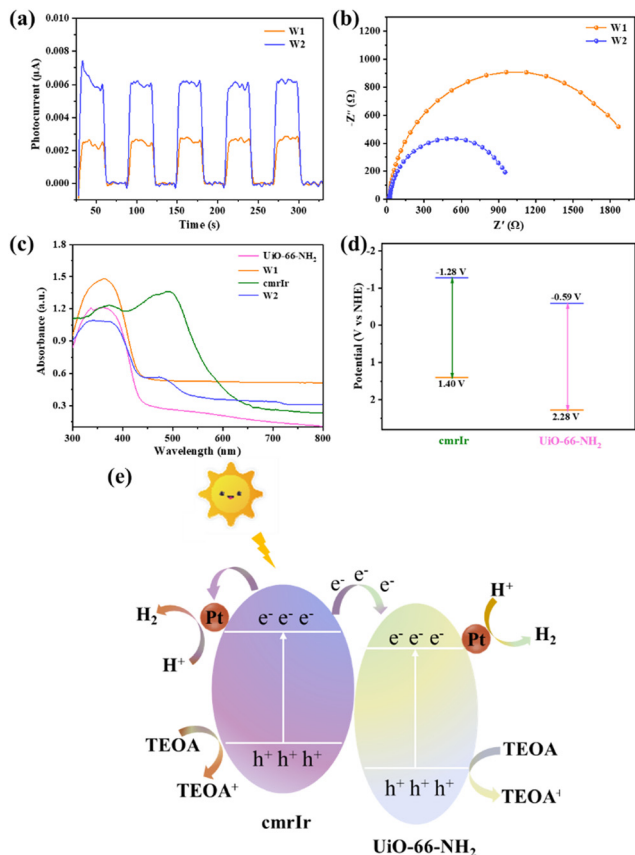 (a)
0.010
0.008
0.006
0.004
0.002
0.000
Photocurrent (μA)
W1
W2
50 100 150 200 250 300
Time (s)
(b)
1200
1000
800
600
400
200
0
-Z'' (Ω)
W1
W2
0 300 600 900 1200 1500 1800
Z' (Ω)
(c)
1.8
1.5
1.2
0.9
0.6
0.3
Absorbance (a.u.)
UiO-66-NH₂
W1
cmrIr
W2
300 400 500 600 700 800
Wavelength (nm)
(d)
-2
-1
0
1
2
Potential (V vs NHE)
-1.28 V
-0.59 V
1.40 V
2.28 V
cmrIr
UiO-66-NH₂
(e)
e⁻ e⁻ e⁻
H₂ Pt H⁺
e⁻ e⁻ e⁻
e⁻ e⁻ e⁻
H⁺ Pt H₂
TEOA
TEOA⁺
h⁺ h⁺ h⁺
h⁺ h⁺ h⁺
TEOA
TEOA⁺
cmrIr
UiO-66-NH₂